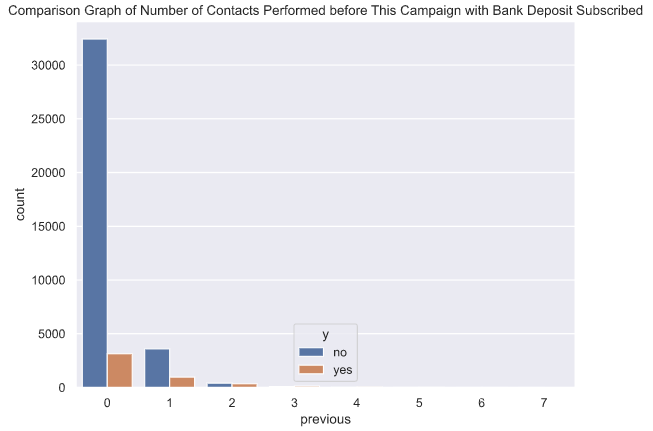 Comparison Graph of Number of Contacts Performed before This Campaign with Bank Deposit Subscribed
30000
25000
20000
15000
10000
5000
0
count
y
no
yes
0 1 2 3 4 5 6 7
previous